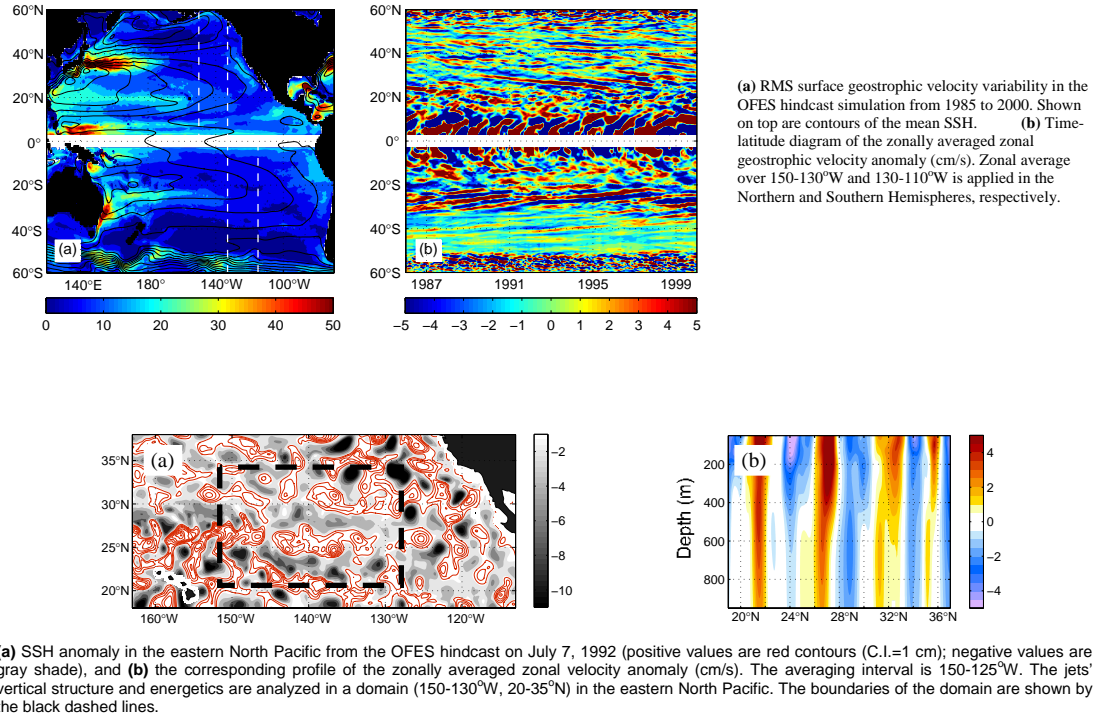 60°N
40°N
20°N
0°
20°S
40°S
60°S
(a)
140°E 180° 140°W 100°W
0 10 20 30 40 50
60°N
40°N
20°N
0°
20°S
40°S
60°S
(b)
1987 1991 1995 1999
−5 −4 −3 −2 −1 0 1 2 3 4 5
(a) RMS surface geostrophic velocity variability in the
OFES hindcast simulation from 1985 to 2000. Shown
on top are contours of the mean SSH. (b) Time-
latitude diagram of the zonally averaged zonal
geostrophic velocity anomaly (cm/s). Zonal average
over 150-130°W and 130-110°W is applied in the
Northern and Southern Hemispheres, respectively.
(a)
35°N
30°N
25°N
20°N
160°W 150°W 140°W 130°W 120°W
−2
−4
−6
−8
−10
(b)
Depth (m)
200
400
600
800
20°N 24°N 28°N 32°N 36°N
4
2
0
−2
−4
(a) SSH anomaly in the eastern North Pacific from the OFES hindcast on July 7, 1992 (positive values are red contours (C.I.=1 cm); negative values are
gray shade), and (b) the corresponding profile of the zonally averaged zonal velocity anomaly (cm/s). The averaging interval is 150-125°W. The jets'
vertical structure and energetics are analyzed in a domain (150-130°W, 20-35°N) in the eastern North Pacific. The boundaries of the domain are shown by
the black dashed lines.